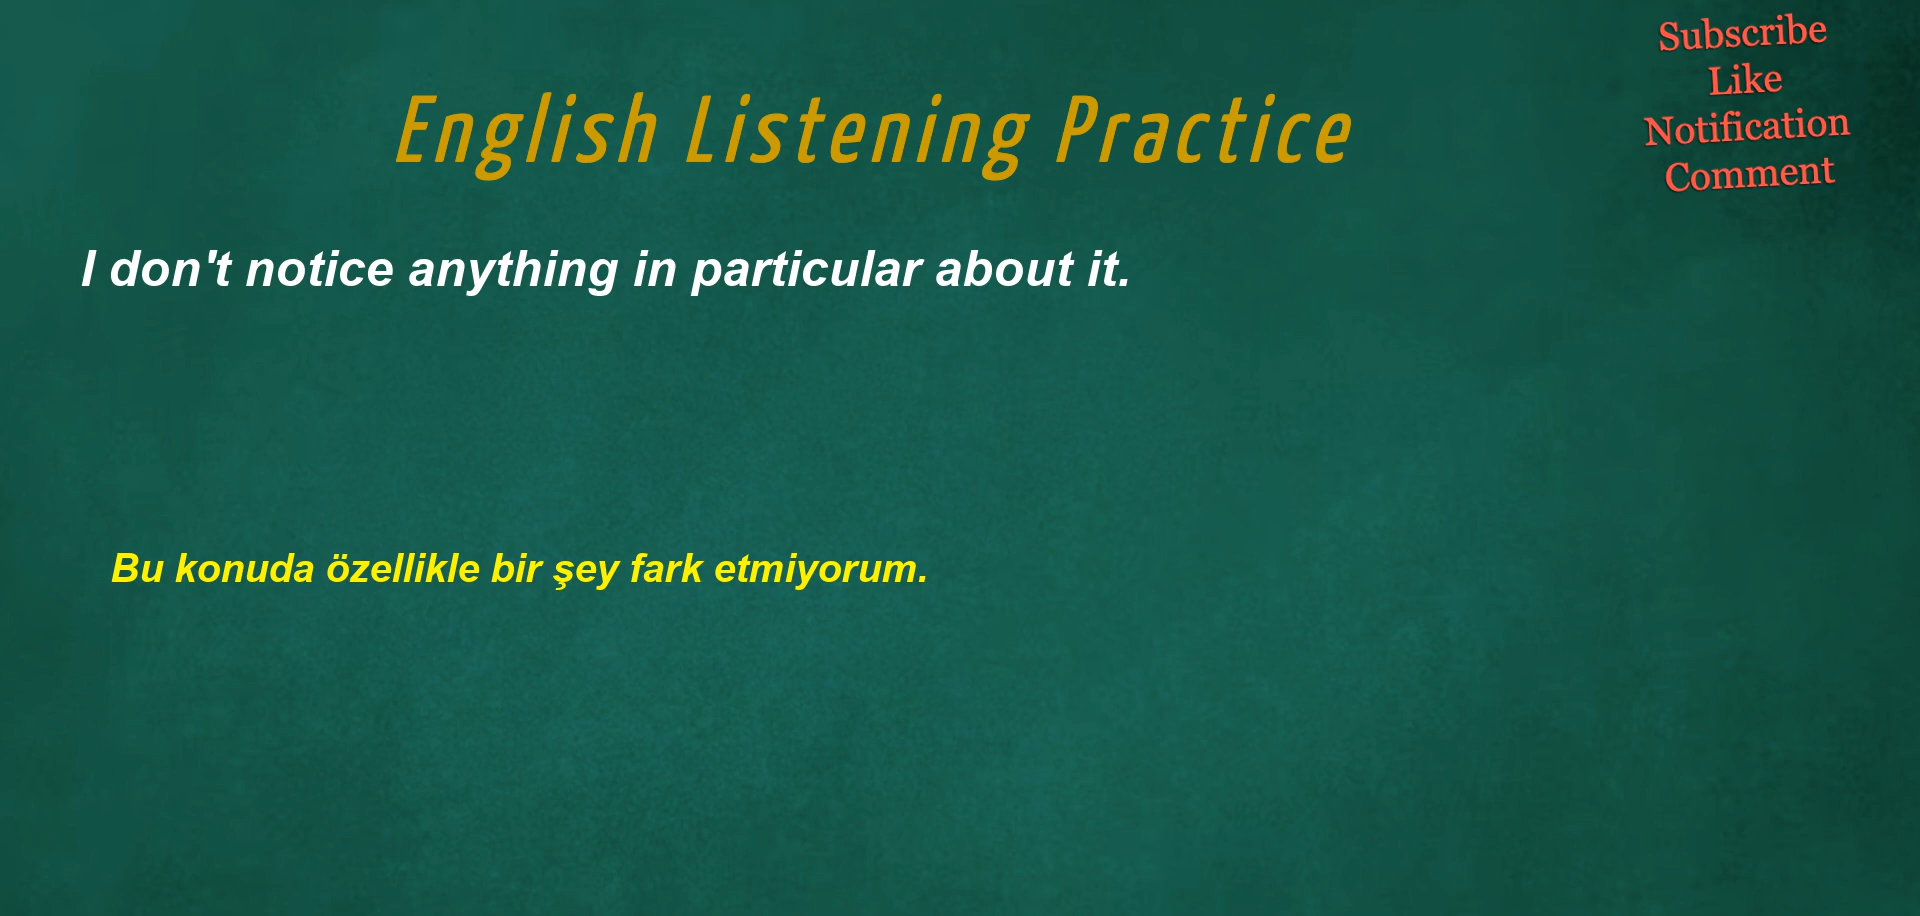 Subscribe
Like
Notification
Comment
English Listening Practice
I don't notice anything in particular about it.
Bu konuda özellikle bir şey fark etmiyorum.